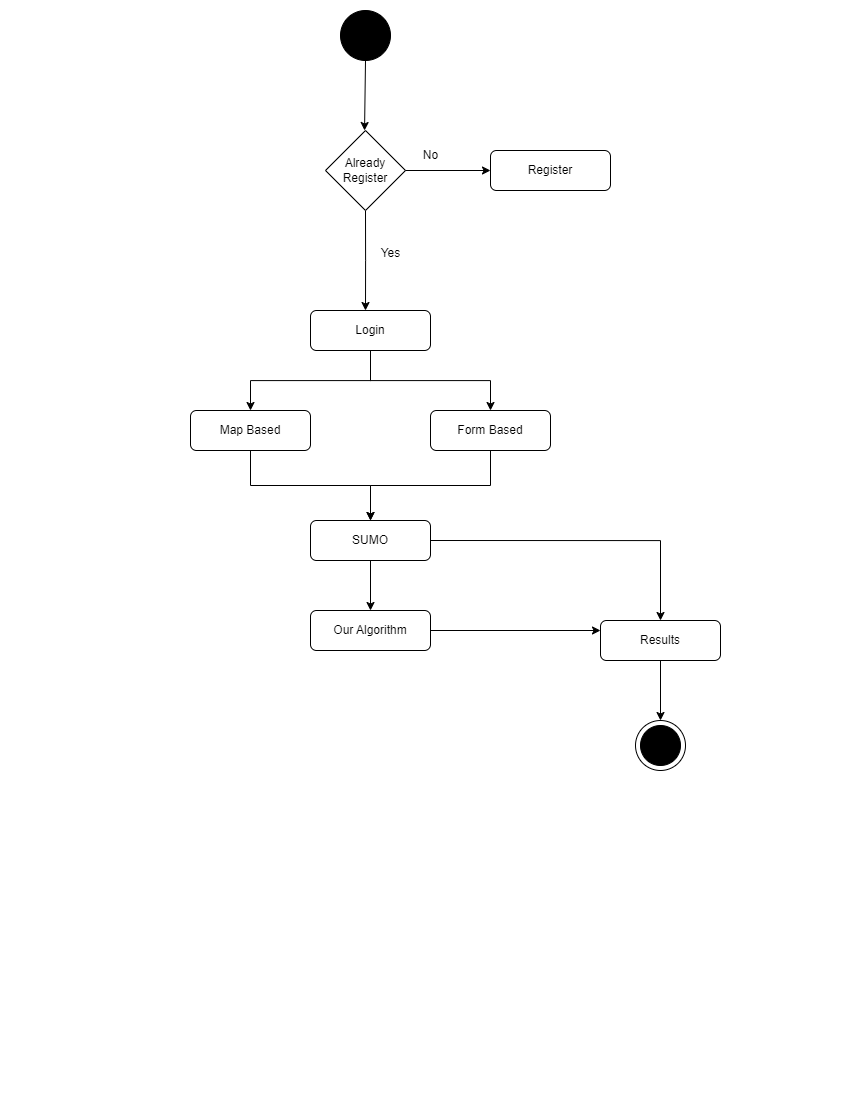 No
Already
Register
Register
Yes
Login
Map Based
Form Based
SUMO
Our Algorithm
Results